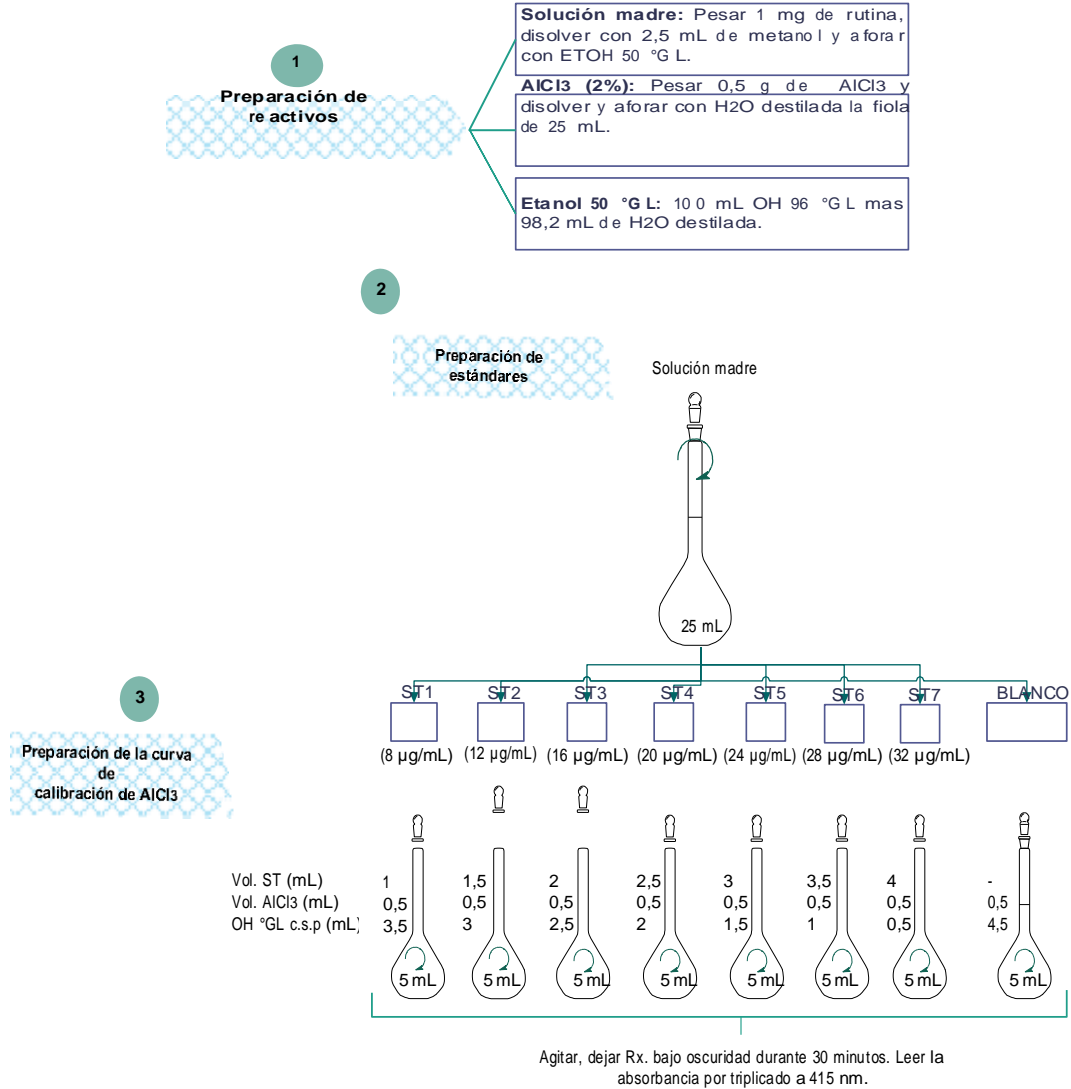 1
Preparación de
reactivos
Solución madre: Pesar 1 mg de rutina,
disolver con 2,5 mL de metanol y aforar
con ETOH 50 °GL.
AlCl3 (2%): Pesar 0,5 g de AlCl3 y
disolver y aforar con H2O destilada la fiola
de 25 mL.
Etanol 50 °GL: 100 mL OH 96 °GL mas
98,2 mL de H2O destilada.
2
Preparación de
estándares
Solución madre
25 mL
3
Preparación de la curva
de
calibración de AlCl3
ST1 ST2 ST3 ST4 ST5 ST6 ST7 BLANCO
(8 µg/mL) (12 µg/mL) (16 µg/mL) (20 µg/mL) (24 µg/mL) (28 µg/mL) (32 µg/mL)
Vol. ST (mL) 1 1,5 2 2,5 3 3,5 4 -
Vol. AlCl3 (mL) 0,5 0,5 0,5 0,5 0,5 0,5 0,5 0,5
OH °GL c.s.p (mL) 3,5 3 2,5 2 1,5 1 0,5 4,5
5 mL 5 mL 5 mL 5 mL 5 mL 5 mL 5 mL 5 mL
Agitar, dejar Rx. bajo oscuridad durante 30 minutos. Leer la
absorbancia por triplicado a 415 nm.